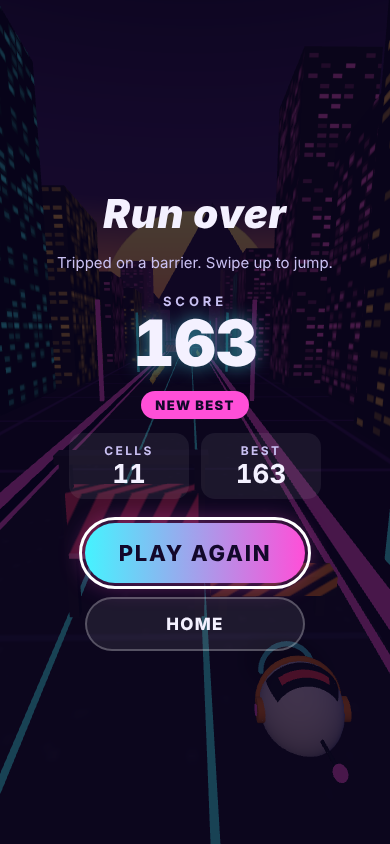 Run over
Tripped on a barrier. Swipe up to jump.
SCORE
163
NEW BEST
CELLS
11
BEST
163
PLAY AGAIN
HOME